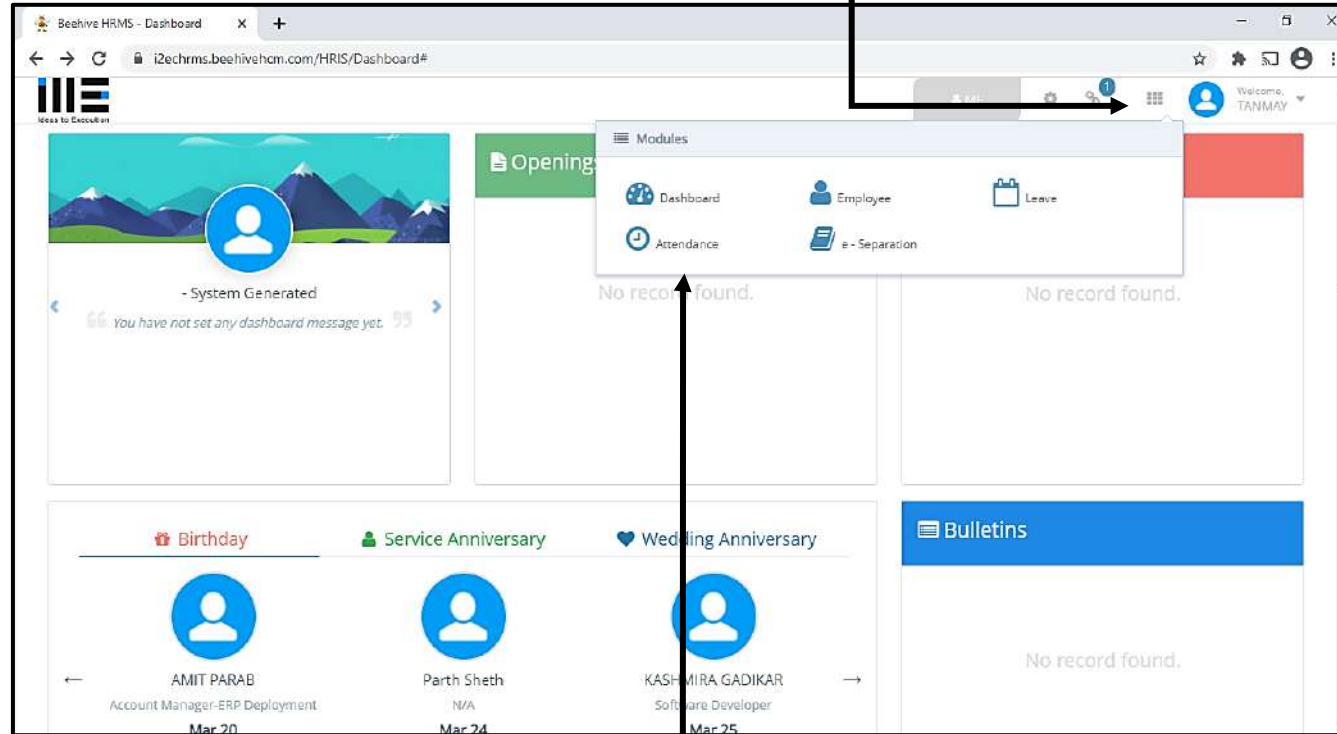 Beehive HRMS - Dashboard
i2echrms.beehivehcm.com/HRIS/Dashboard#
Ideas to Execution
ME
1
Welcome,
TANMAY
Modules
Dashboard
Employee
Leave
Attendance
e - Separation
Openings
- System Generated
You have not set any dashboard message yet.
No record found.
No record found.
Birthday
Service Anniversary
Wedding Anniversary
AMIT PARAB
Account Manager-ERP Deployment
Mar 20
Parth Sheth
N/A
Mar 24
KASHMIRA GADIKAR
Software Developer
Mar 25
Bulletins
No record found.